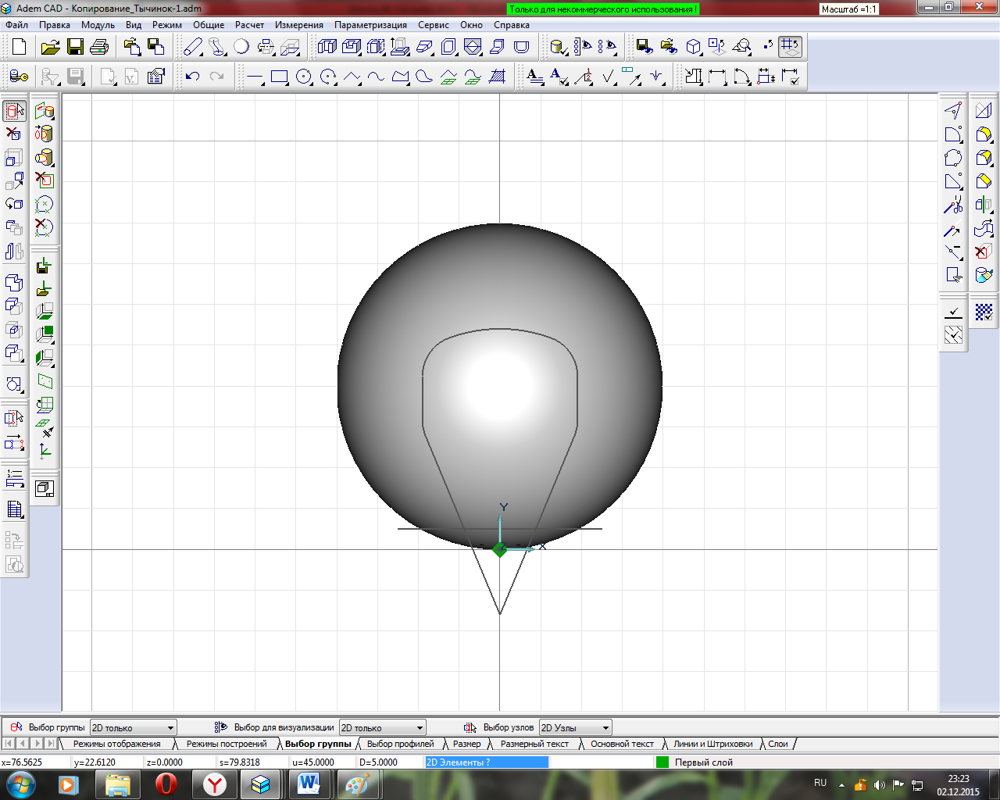 Adem CAD - Копирование_Тычинок-1.adm
Только для некоммерческого использования !
Масштаб =1:1
Файл Правка Модуль Вид Режим Общие Расчет Измерения Параметризация Сервис Окно Справка
Y
X
Выбор группы 2D только Выбор для визуализации 2D только Выбор узлов 2D Узлы
Режимы отображения Режимы построений Выбор группы Выбор профилей Размер Размерный текст Основной текст Линии и Штриховки Слои
x=76.5625 y=22.6120 z=0.0000 s=79.8318 u=45.0000 D=5.0000 2D Элементы ? Первый слой
RU 23:23
02.12.2015